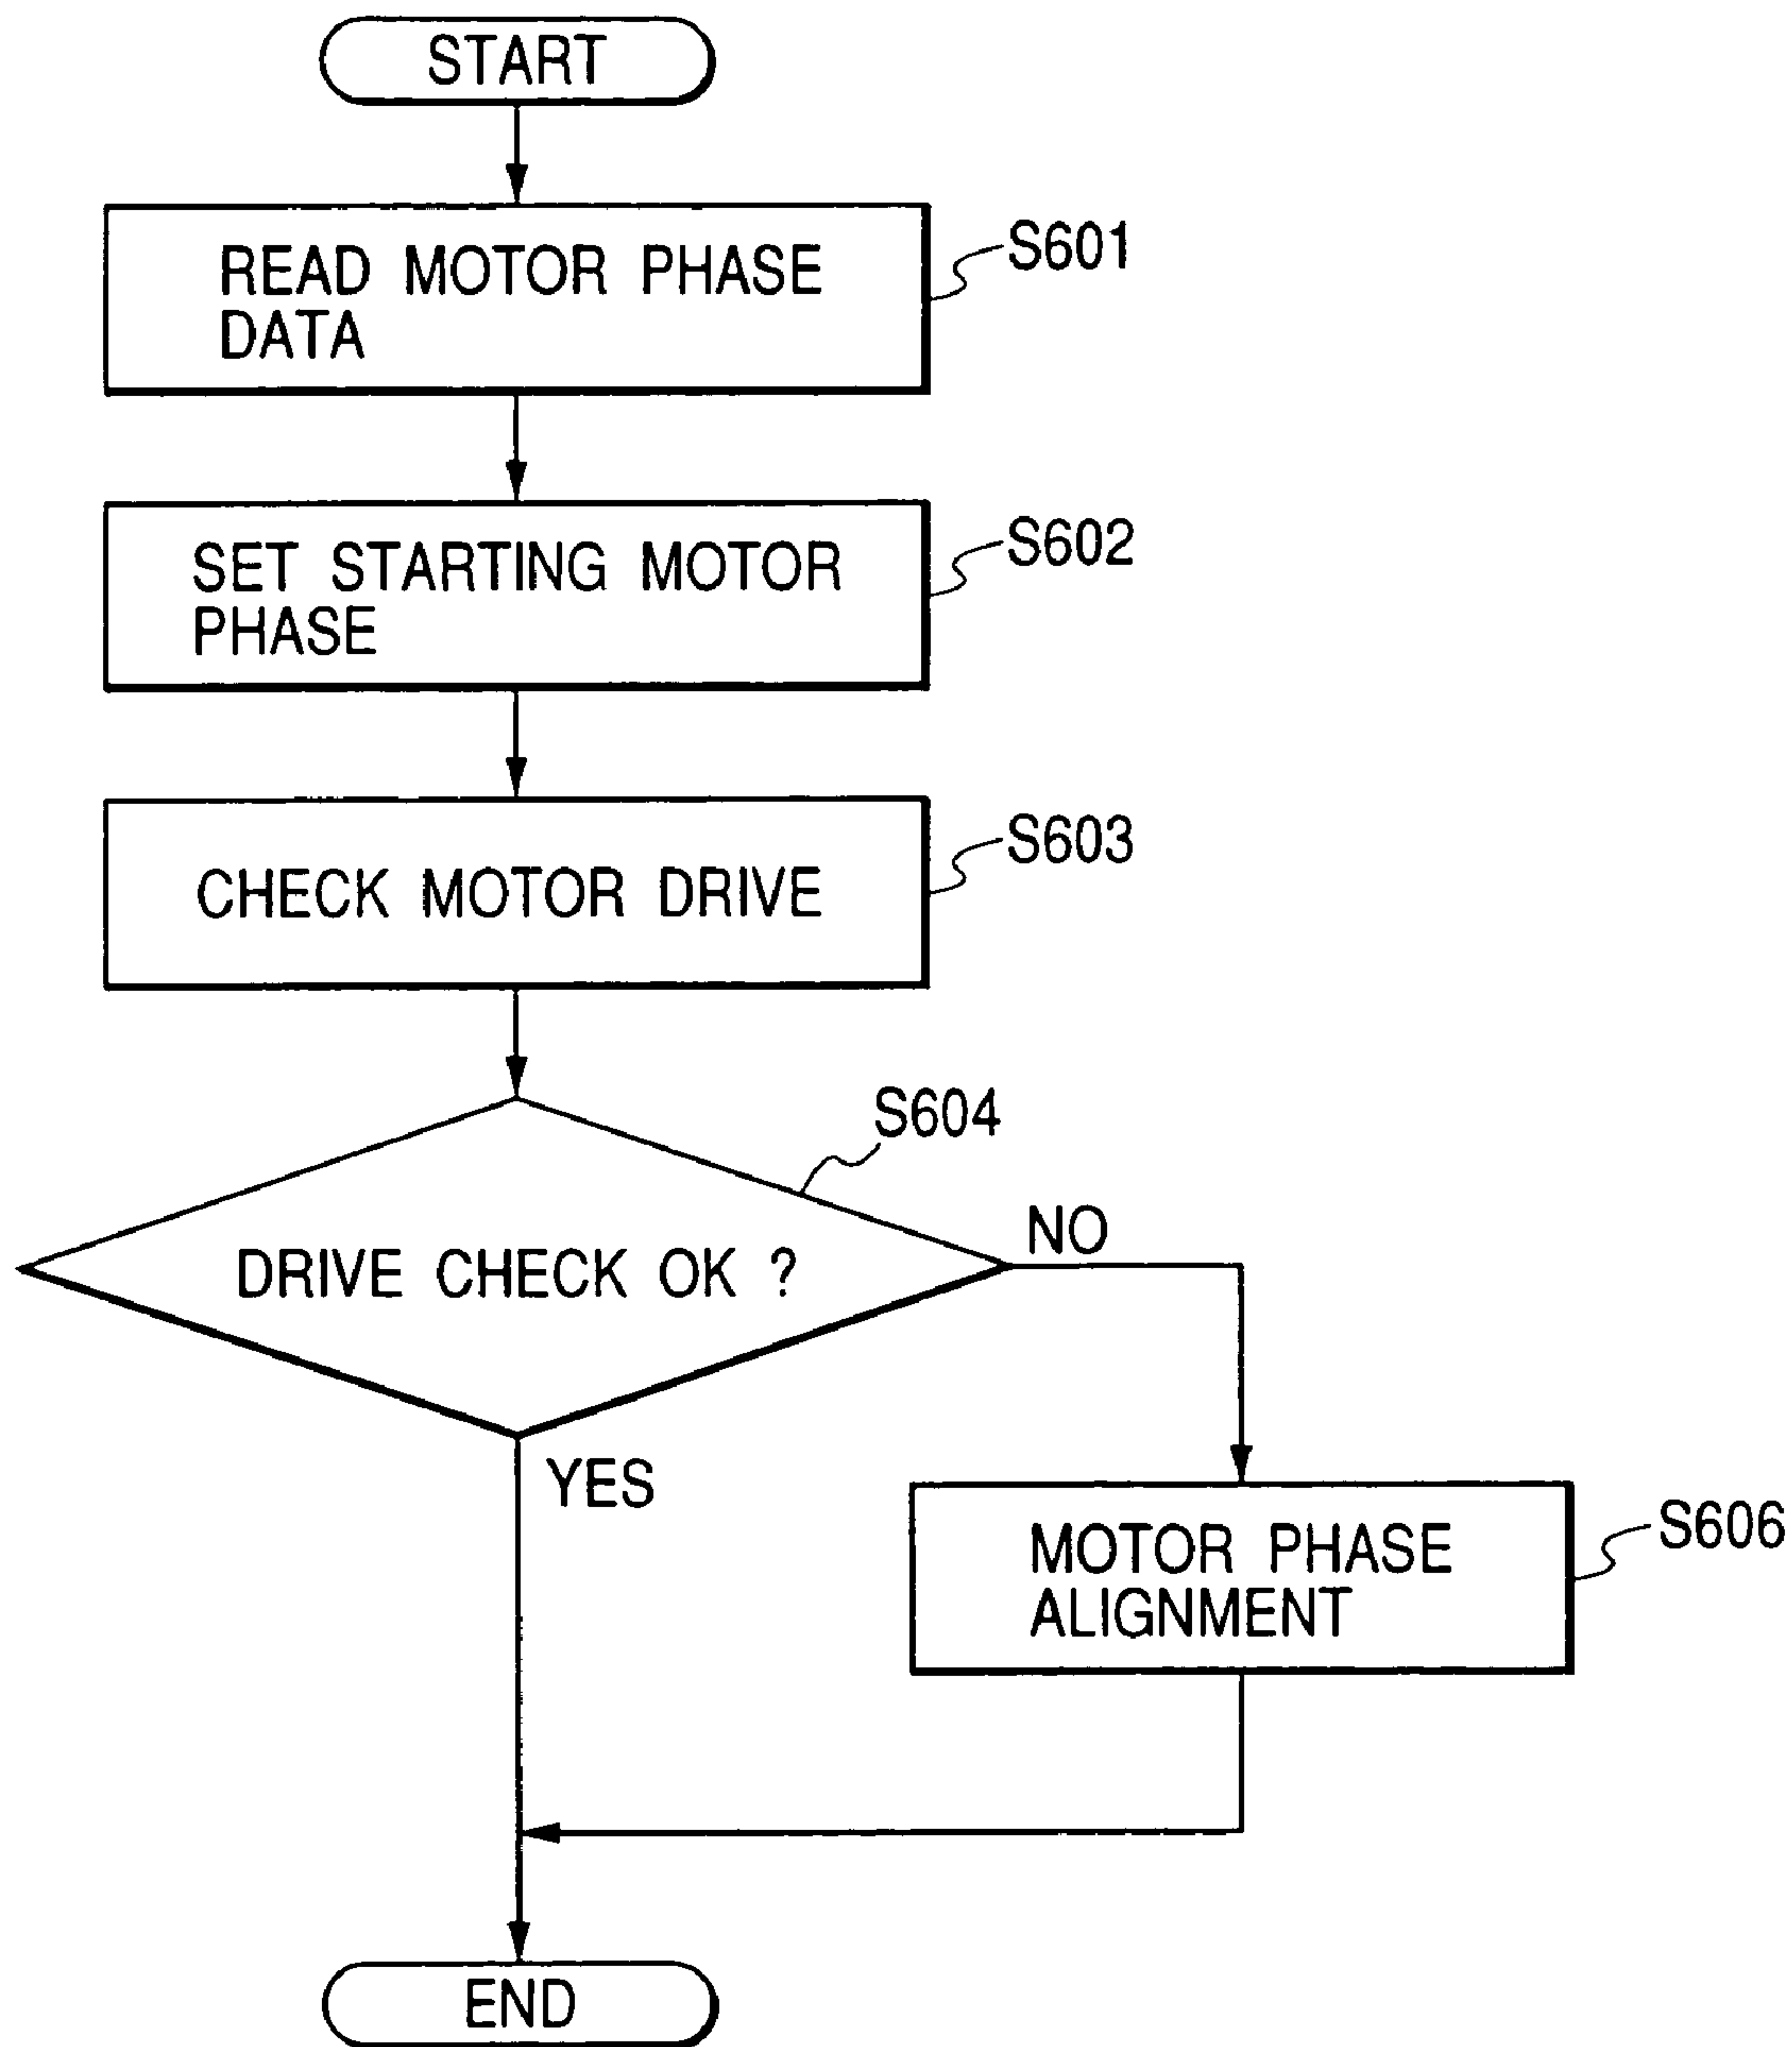 START
READ MOTOR PHASE
DATA
S601
SET STARTING MOTOR
PHASE
S602
CHECK MOTOR DRIVE
S603
S604
DRIVE CHECK OK ?
NO
YES
MOTOR PHASE
ALIGNMENT
S606
END